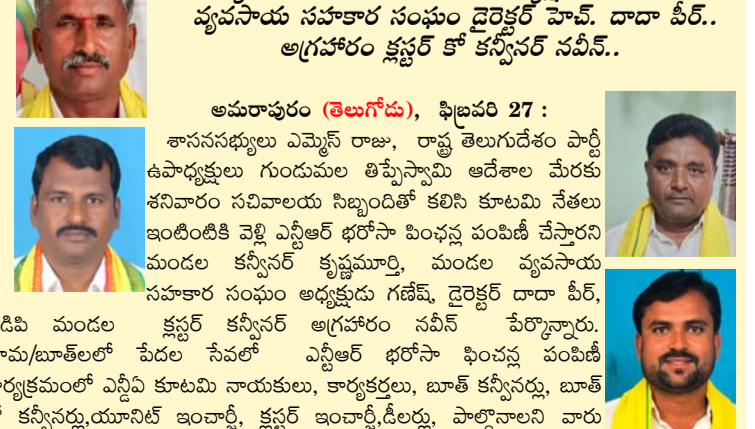 వ్యవసాయ సహకార సంఘం డైరెక్టర్ హెచ్. దాదా పీర్..
అగ్రహారం క్లస్టర్ కో కన్వీనర్ నవీన్..
అమరాపురం (తెలుగోడు), ఫిబ్రవరి 27 :
శాసనసభ్యులు ఎమ్మెస్ రాజు, రాష్ట్ర తెలుగుదేశం పార్టీ
ఉపాధ్యక్షులు గుండుమల తిప్పేస్వామి ఆదేశాల మేరకు
శనివారం సచివాలయ సిబ్బందితో కలిసి కూటమి నేతలు
ఇంటింటికి వెళ్లి ఎన్టీఆర్ భరోసా పింఛన్ల పంపిణీ చేస్తారని
మండల కన్వీనర్ కృష్ణమూర్తి, మండల వ్యవసాయ
సహకార సంఘం అధ్యక్షుడు గణేష్, డైరెక్టర్ దాదా పీర్,
డిపి మండల క్లస్టర్ కన్వీనర్ అగ్రహారం నవీన్ పేర్కొన్నారు.
ామ/బూత్‌లలో పేదల సేవలో ఎన్టీఆర్ భరోసా ఫించన్ల పంపిణీ
ర్యక్రమంలో ఎన్డీఏ కూటమి నాయకులు, కార్యకర్తలు, బూత్ కన్వీనర్లు, బూత్
కన్వీనర్లు,యూనిట్ ఇంచార్జీ, క్లస్టర్ ఇంచార్జీ,డీలర్లు, పాల్గొనాలని వారు